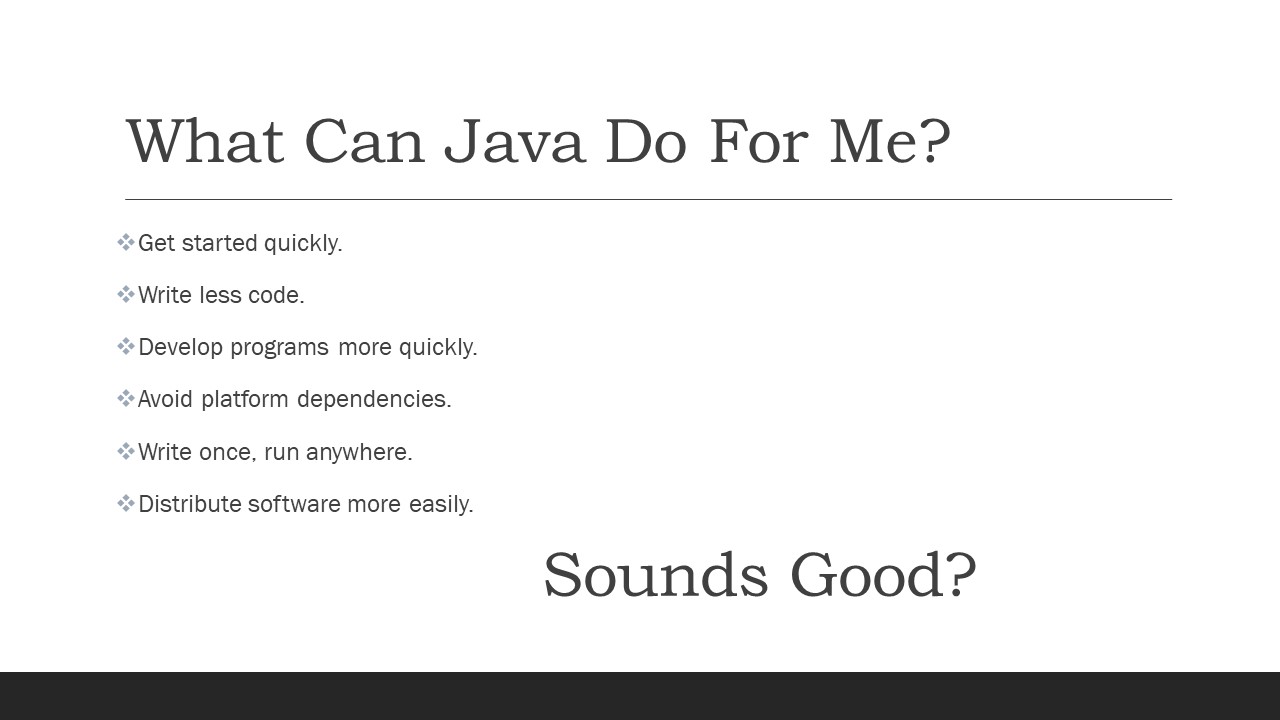 What Can Java Do For Me?
❖Get started quickly.
❖Write less code.
❖Develop programs more quickly.
❖Avoid platform dependencies.
❖Write once, run anywhere.
❖Distribute software more easily.
Sounds Good?